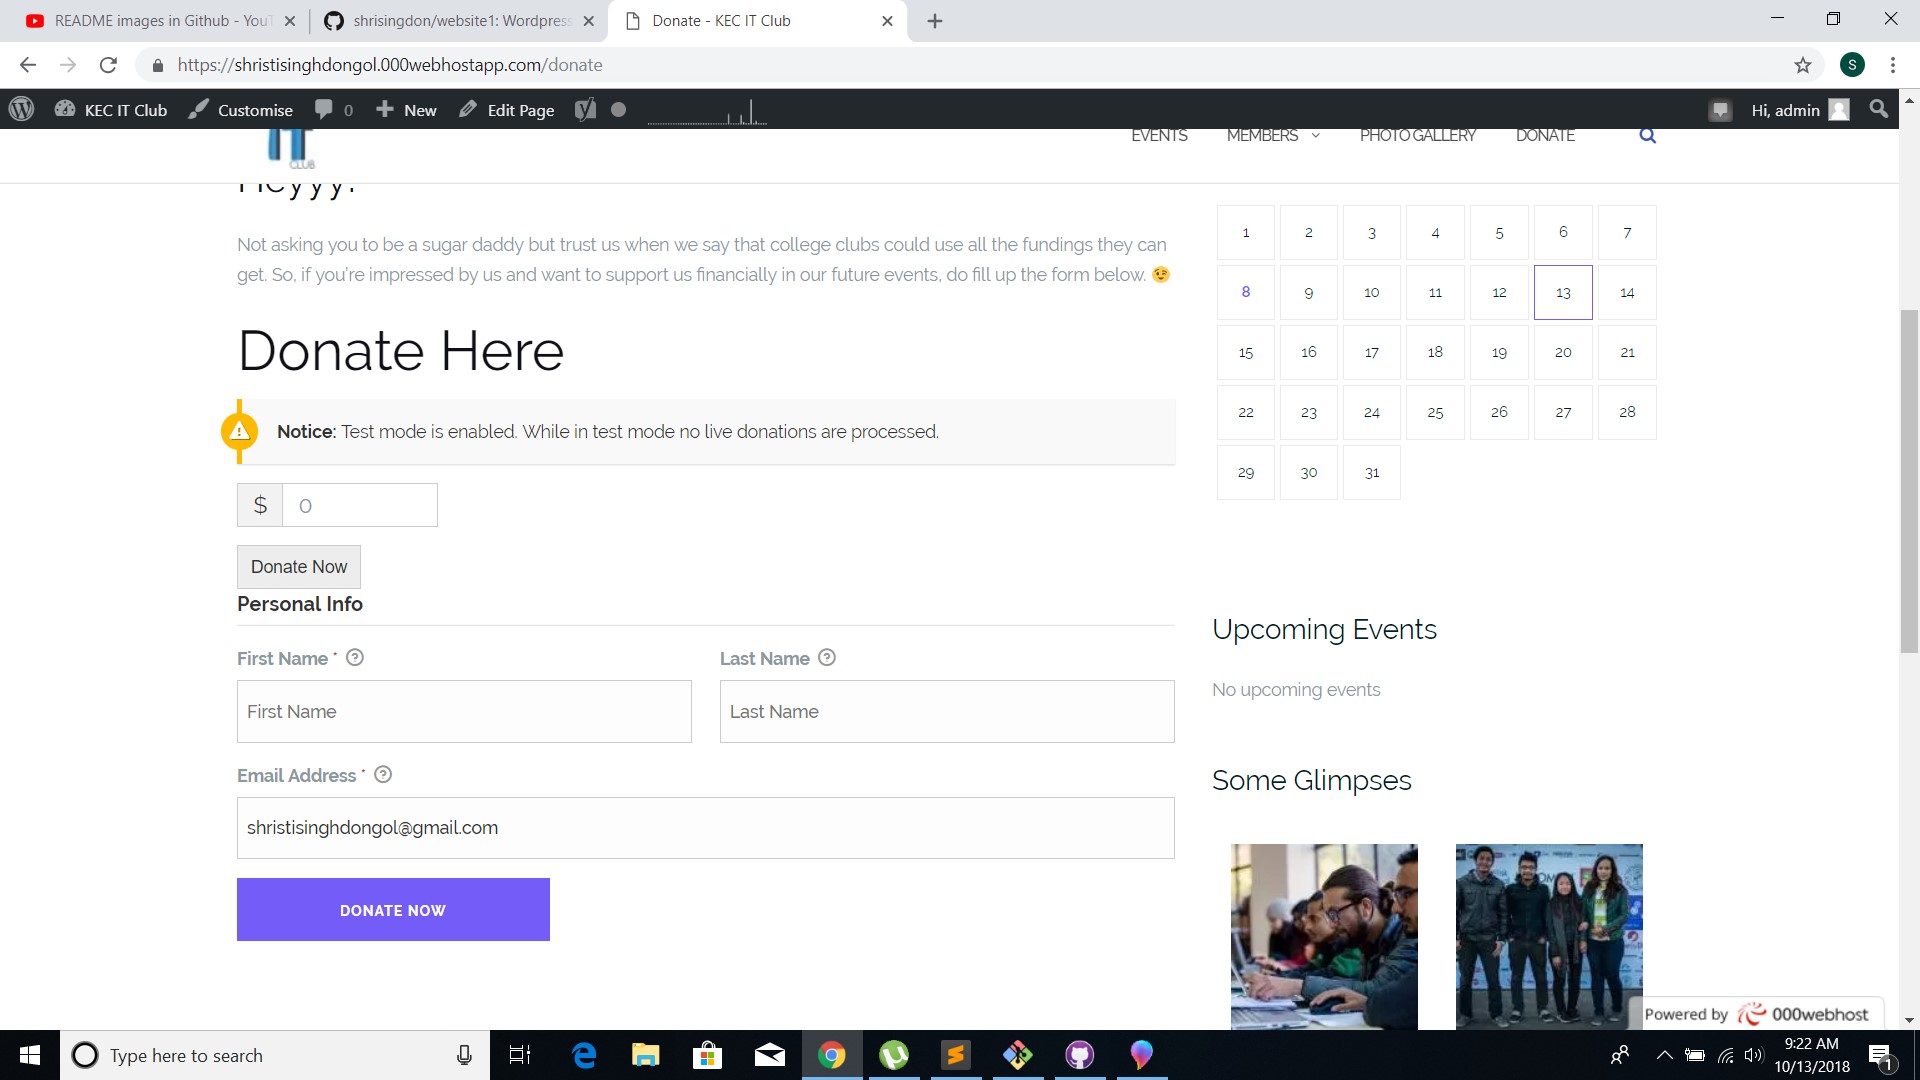 README images in Github - YouT
shrisingdon/website1: Wordpress
Donate - KEC IT Club
https://shristisinghdongol.000webhostapp.com/donate
KEC IT Club
Customise
0
New
Edit Page
Hi, admin
IT
CLUB
EVENTS
MEMBERS
PHOTO GALLERY
DONATE
Heyyy!
Not asking you to be a sugar daddy but trust us when we say that college clubs could use all the fundings they can
get. So, if you're impressed by us and want to support us financially in our future events, do fill up the form below. 😉
Donate Here
Notice: Test mode is enabled. While in test mode no live donations are processed.
$ 0
Donate Now
Personal Info
First Name *
Last Name
First Name
Last Name
Email Address *
shristisinghdongol@gmail.com
DONATE NOW
1 2 3 4 5 6 7
8 9 10 11 12 13 14
15 16 17 18 19 20 21
22 23 24 25 26 27 28
29 30 31
Upcoming Events
No upcoming events
Some Glimpses
Powered by 000webhost
Type here to search
9:22 AM
10/13/2018
1